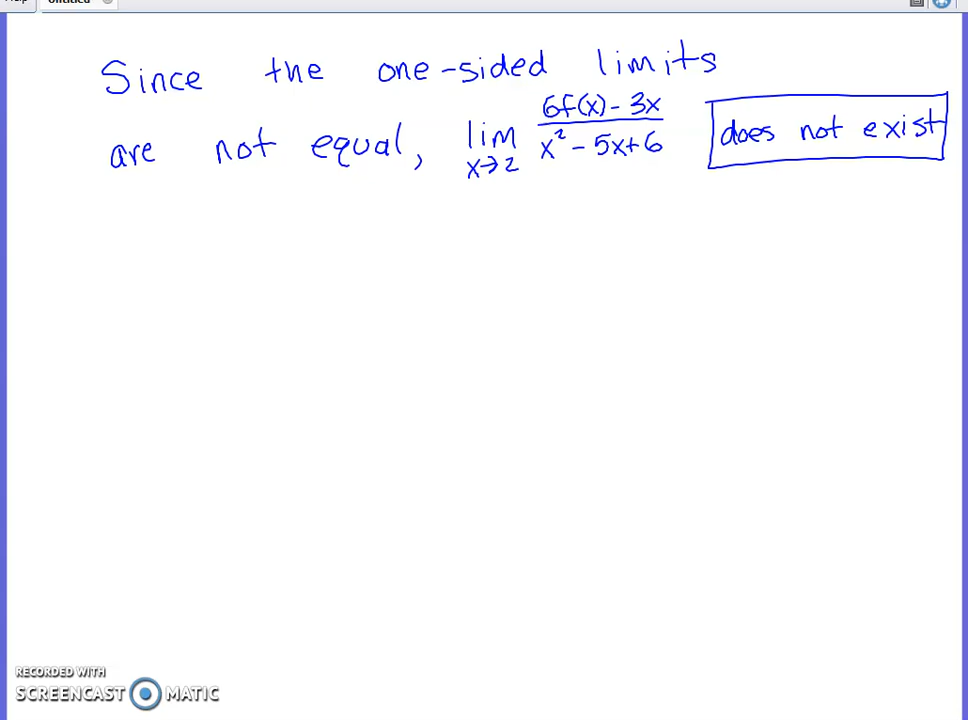 Untitled
Since the one-sided limits
are not equal, lim x→2 (6f(x) - 3x)/(x² - 5x + 6) does not exist
RECORDED WITH
SCREENCAST MATIC